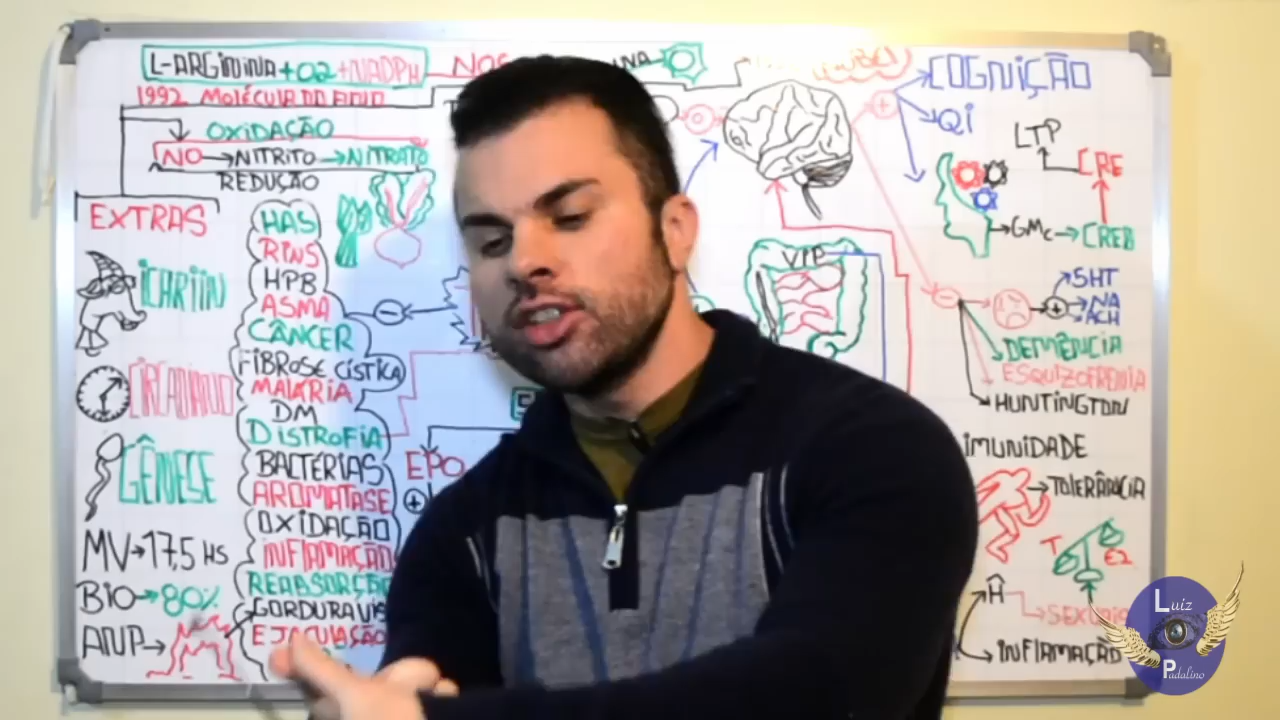 L-ARGININA+O2+NADPH
1992 MOLÉCULA DO ANO
OXIDAÇÃO
NO→NITRITO→NITRATO
REDUÇÃO
EXTRAS
ICARIIN
GÊNESE
MV→17,5 HS
BIO→80%
ANP→
HAS
RINS
HPB
ASMA
CÂNCER
FIBROSE CÍSTICA
MALÁRIA
DM
DISTROFIA
BACTÉRIAS
AROMATASE
OXIDAÇÃO
INFLAMAÇÃO
REABSORÇÃO
GORDURA VIS
EJACULAÇÃO
EPO
VIP
COGNIÇÃO
QI
LTP
CRE
GMC→CREB
5HT
NA
ACH
DEMÊNCIA
ESQUIZOFRENIA
HUNTINGTON
IMUNIDADE
TOLERÂNCIA
T E2
INFLAMAÇÃO
Luiz
Padalino